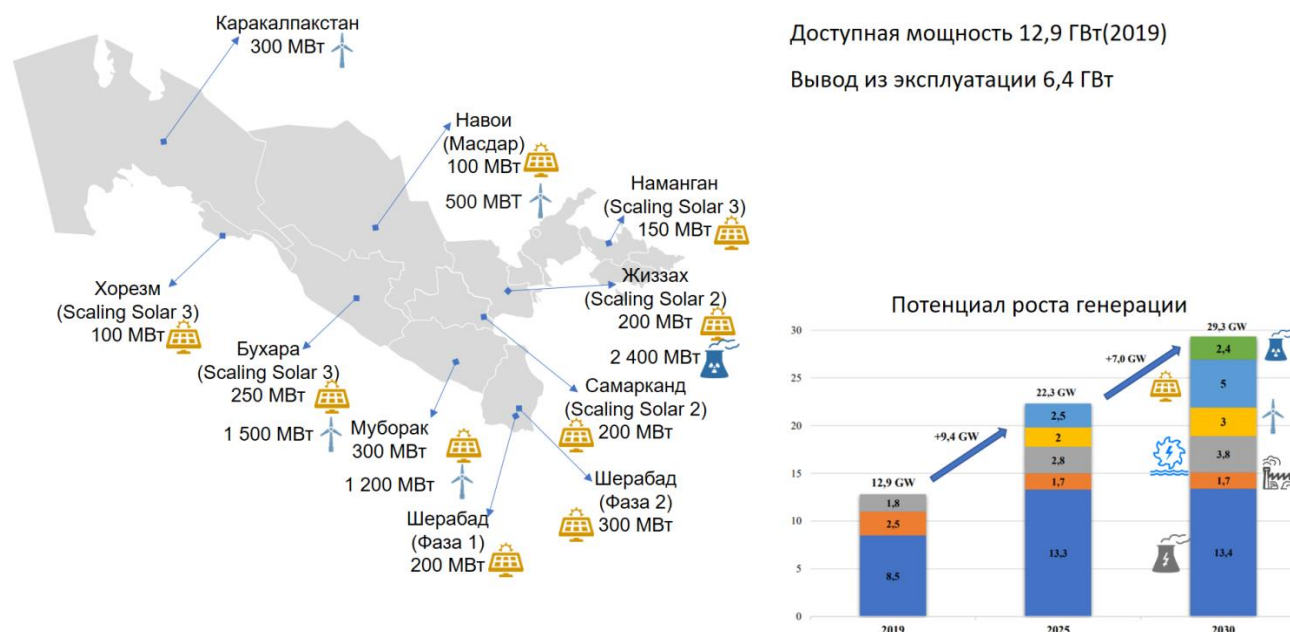 Каракалпакстан
300 МВт
Навои
(Масдар)
100 МВт
500 МВТ
Наманган
(Scaling Solar 3)
150 МВт
Хорезм
(Scaling Solar 3)
100 МВт
Бухара
(Scaling Solar 3)
250 МВт
1 500 МВт
Муборак
300 МВт
1 200 МВт
Жиззах
(Scaling Solar 2)
200 МВт
2 400 МВт
Самарканд
(Scaling Solar 2)
200 МВт
Шерабад
(Фаза 2)
300 МВт
Шерабад
(Фаза 1)
200 МВт
Доступная мощность 12,9 ГВт(2019)
Вывод из эксплуатации 6,4 ГВт
Потенциал роста генерации
30
25
20
15
10
5
0
12,9 GW
1,8
2,5
8,5
2019
+9,4 GW
22,3 GW
2,5
2
2,8
1,7
13,3
2025
+7,0 GW
29,3 GW
2,4
5
3
3,8
1,7
13,4
2030